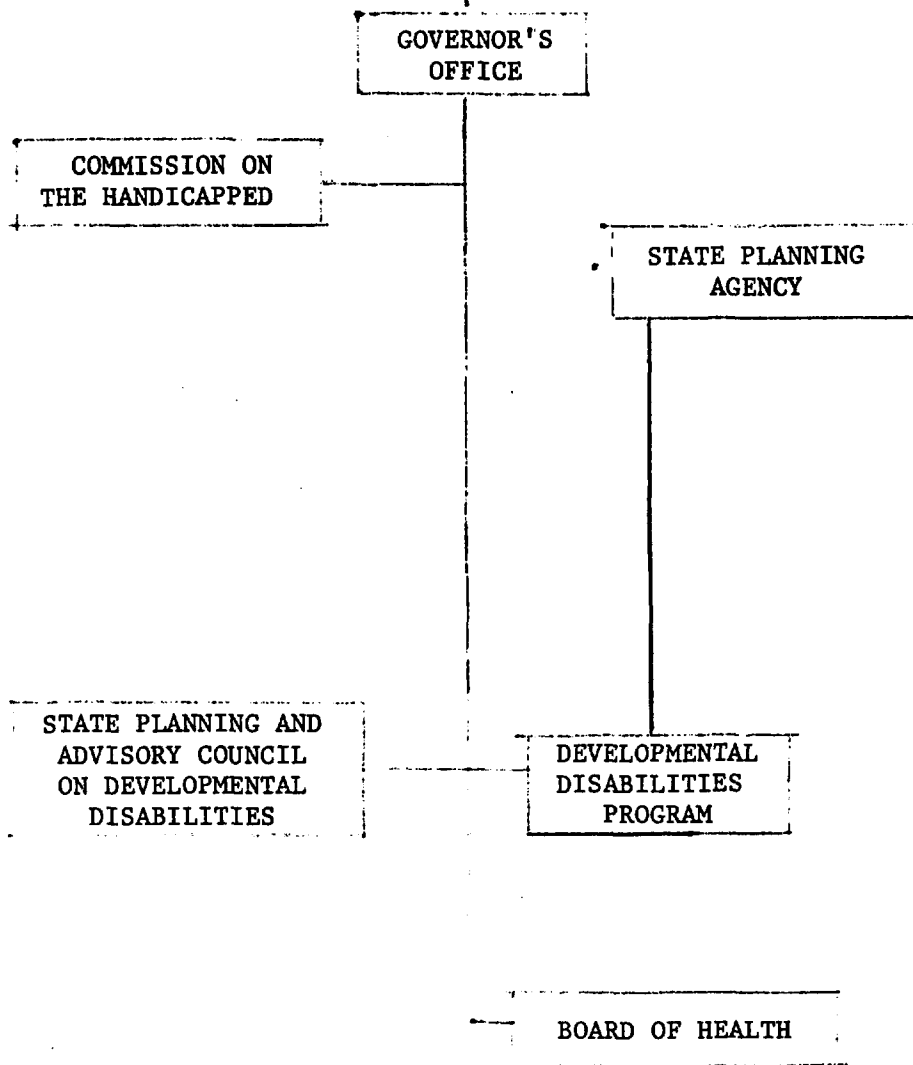 GOVERNOR'S
OFFICE
COMMISSION ON
THE HANDICAPPED
STATE PLANNING
AGENCY
STATE PLANNING AND
ADVISORY COUNCIL
ON DEVELOPMENTAL
DISABILITIES
DEVELOPMENTAL
DISABILITIES
PROGRAM
BOARD OF HEALTH